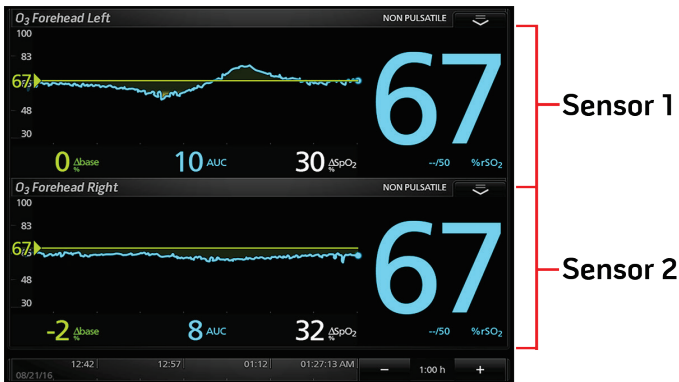 O3 Forehead Left NON PULSATILE
100
83
67
48
30
67
0 Δbase % 10 AUC 30 ΔSpO2 % --/50 %rSO2
Sensor 1
O3 Forehead Right NON PULSATILE
100
83
67
48
30
67
-2 Δbase % 8 AUC 32 ΔSpO2 % --/50 %rSO2
Sensor 2
12:42 12:57 01:12 01:27:13 AM − 1:00 h +
08/21/16